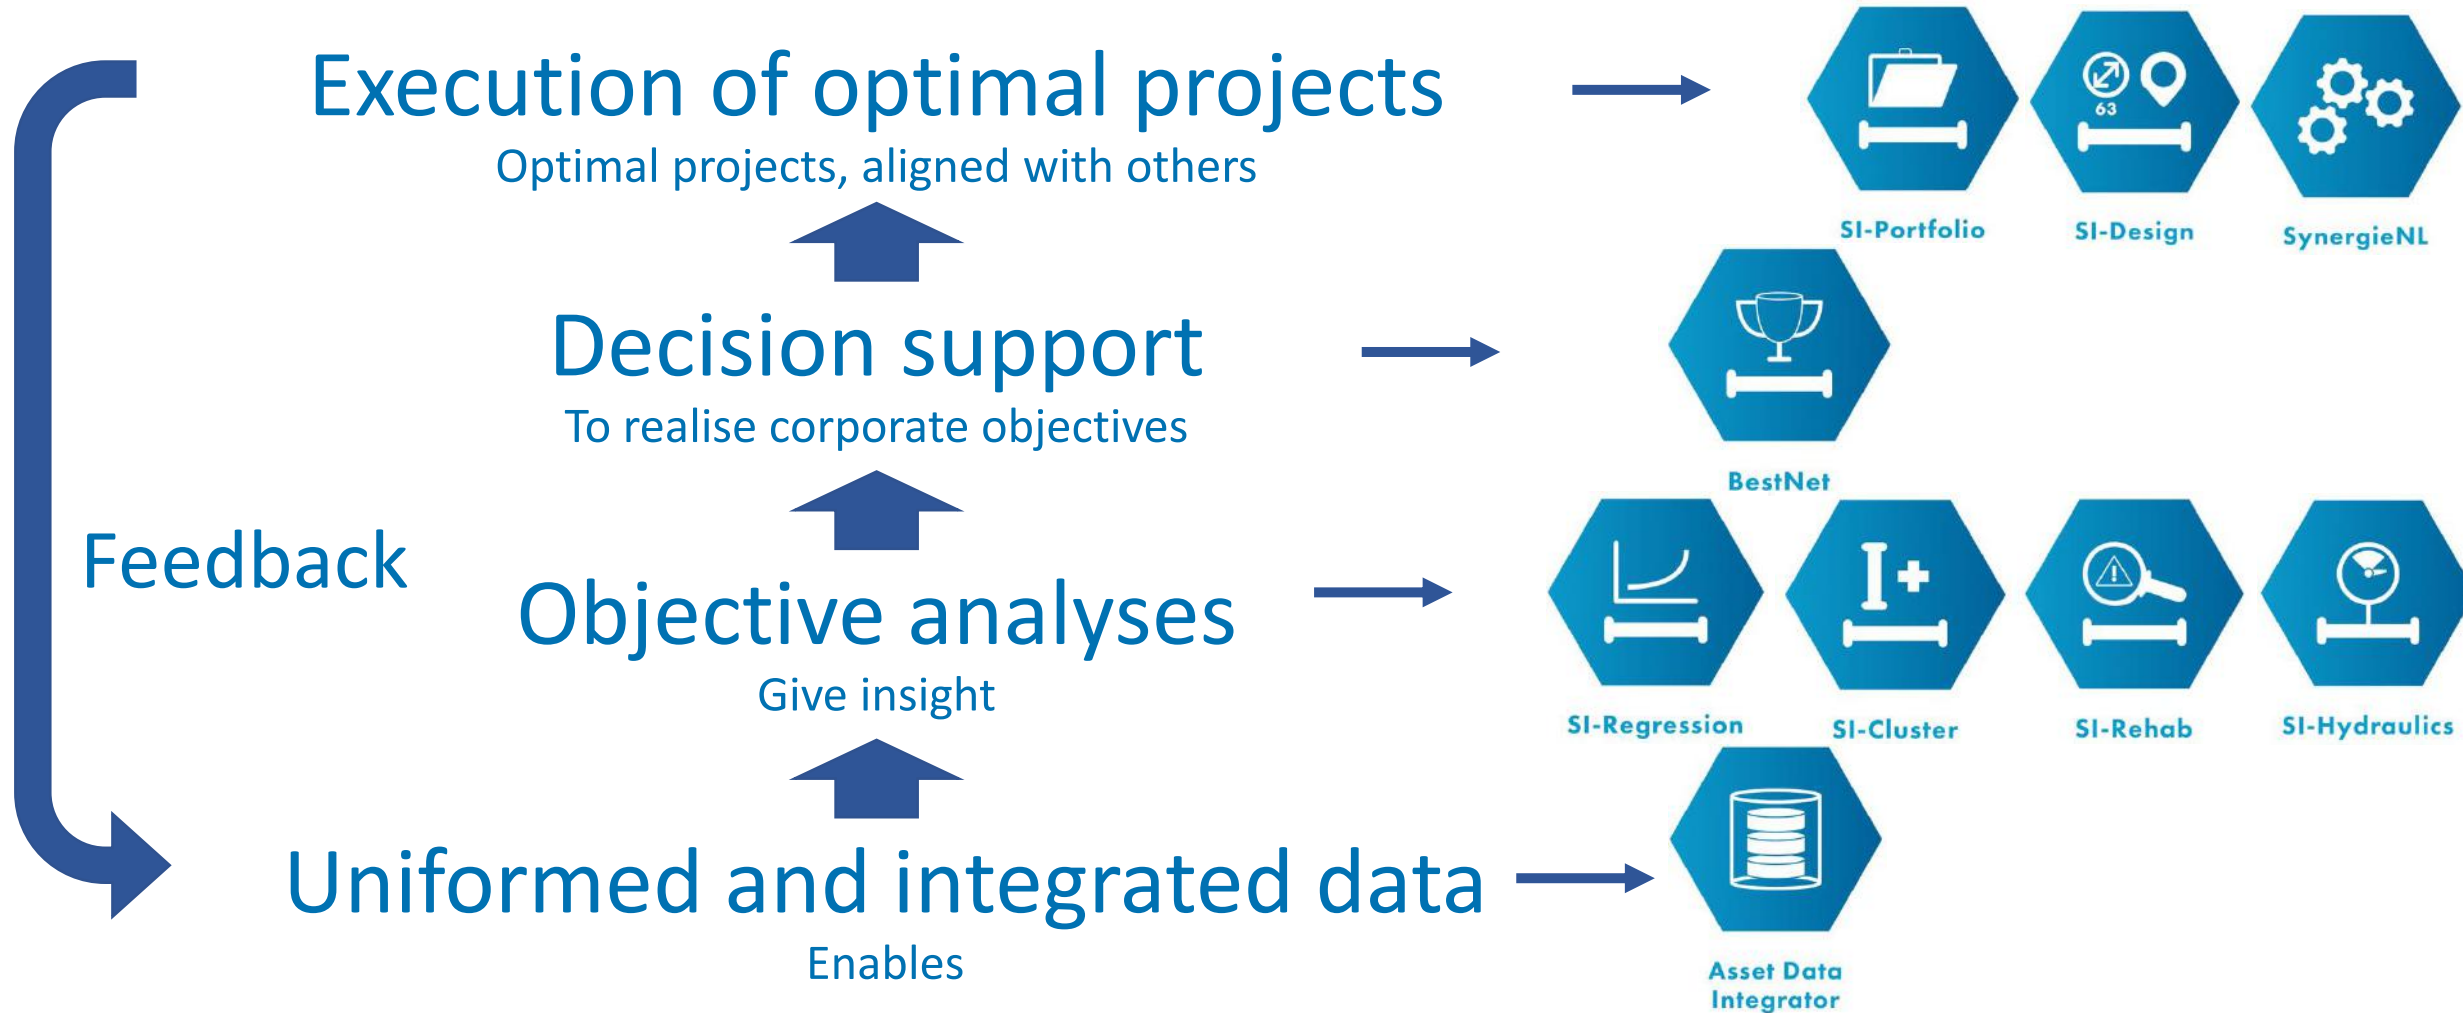 Execution of optimal projects
Optimal projects, aligned with others
63
SI-Portfolio
SI-Design
SynergieNL
Decision support
To realise corporate objectives
BestNet
Feedback
Objective analyses
Give insight
SI-Regression
SI-Cluster
SI-Rehab
SI-Hydraulics
Uniformed and integrated data
Enables
Asset Data
Integrator